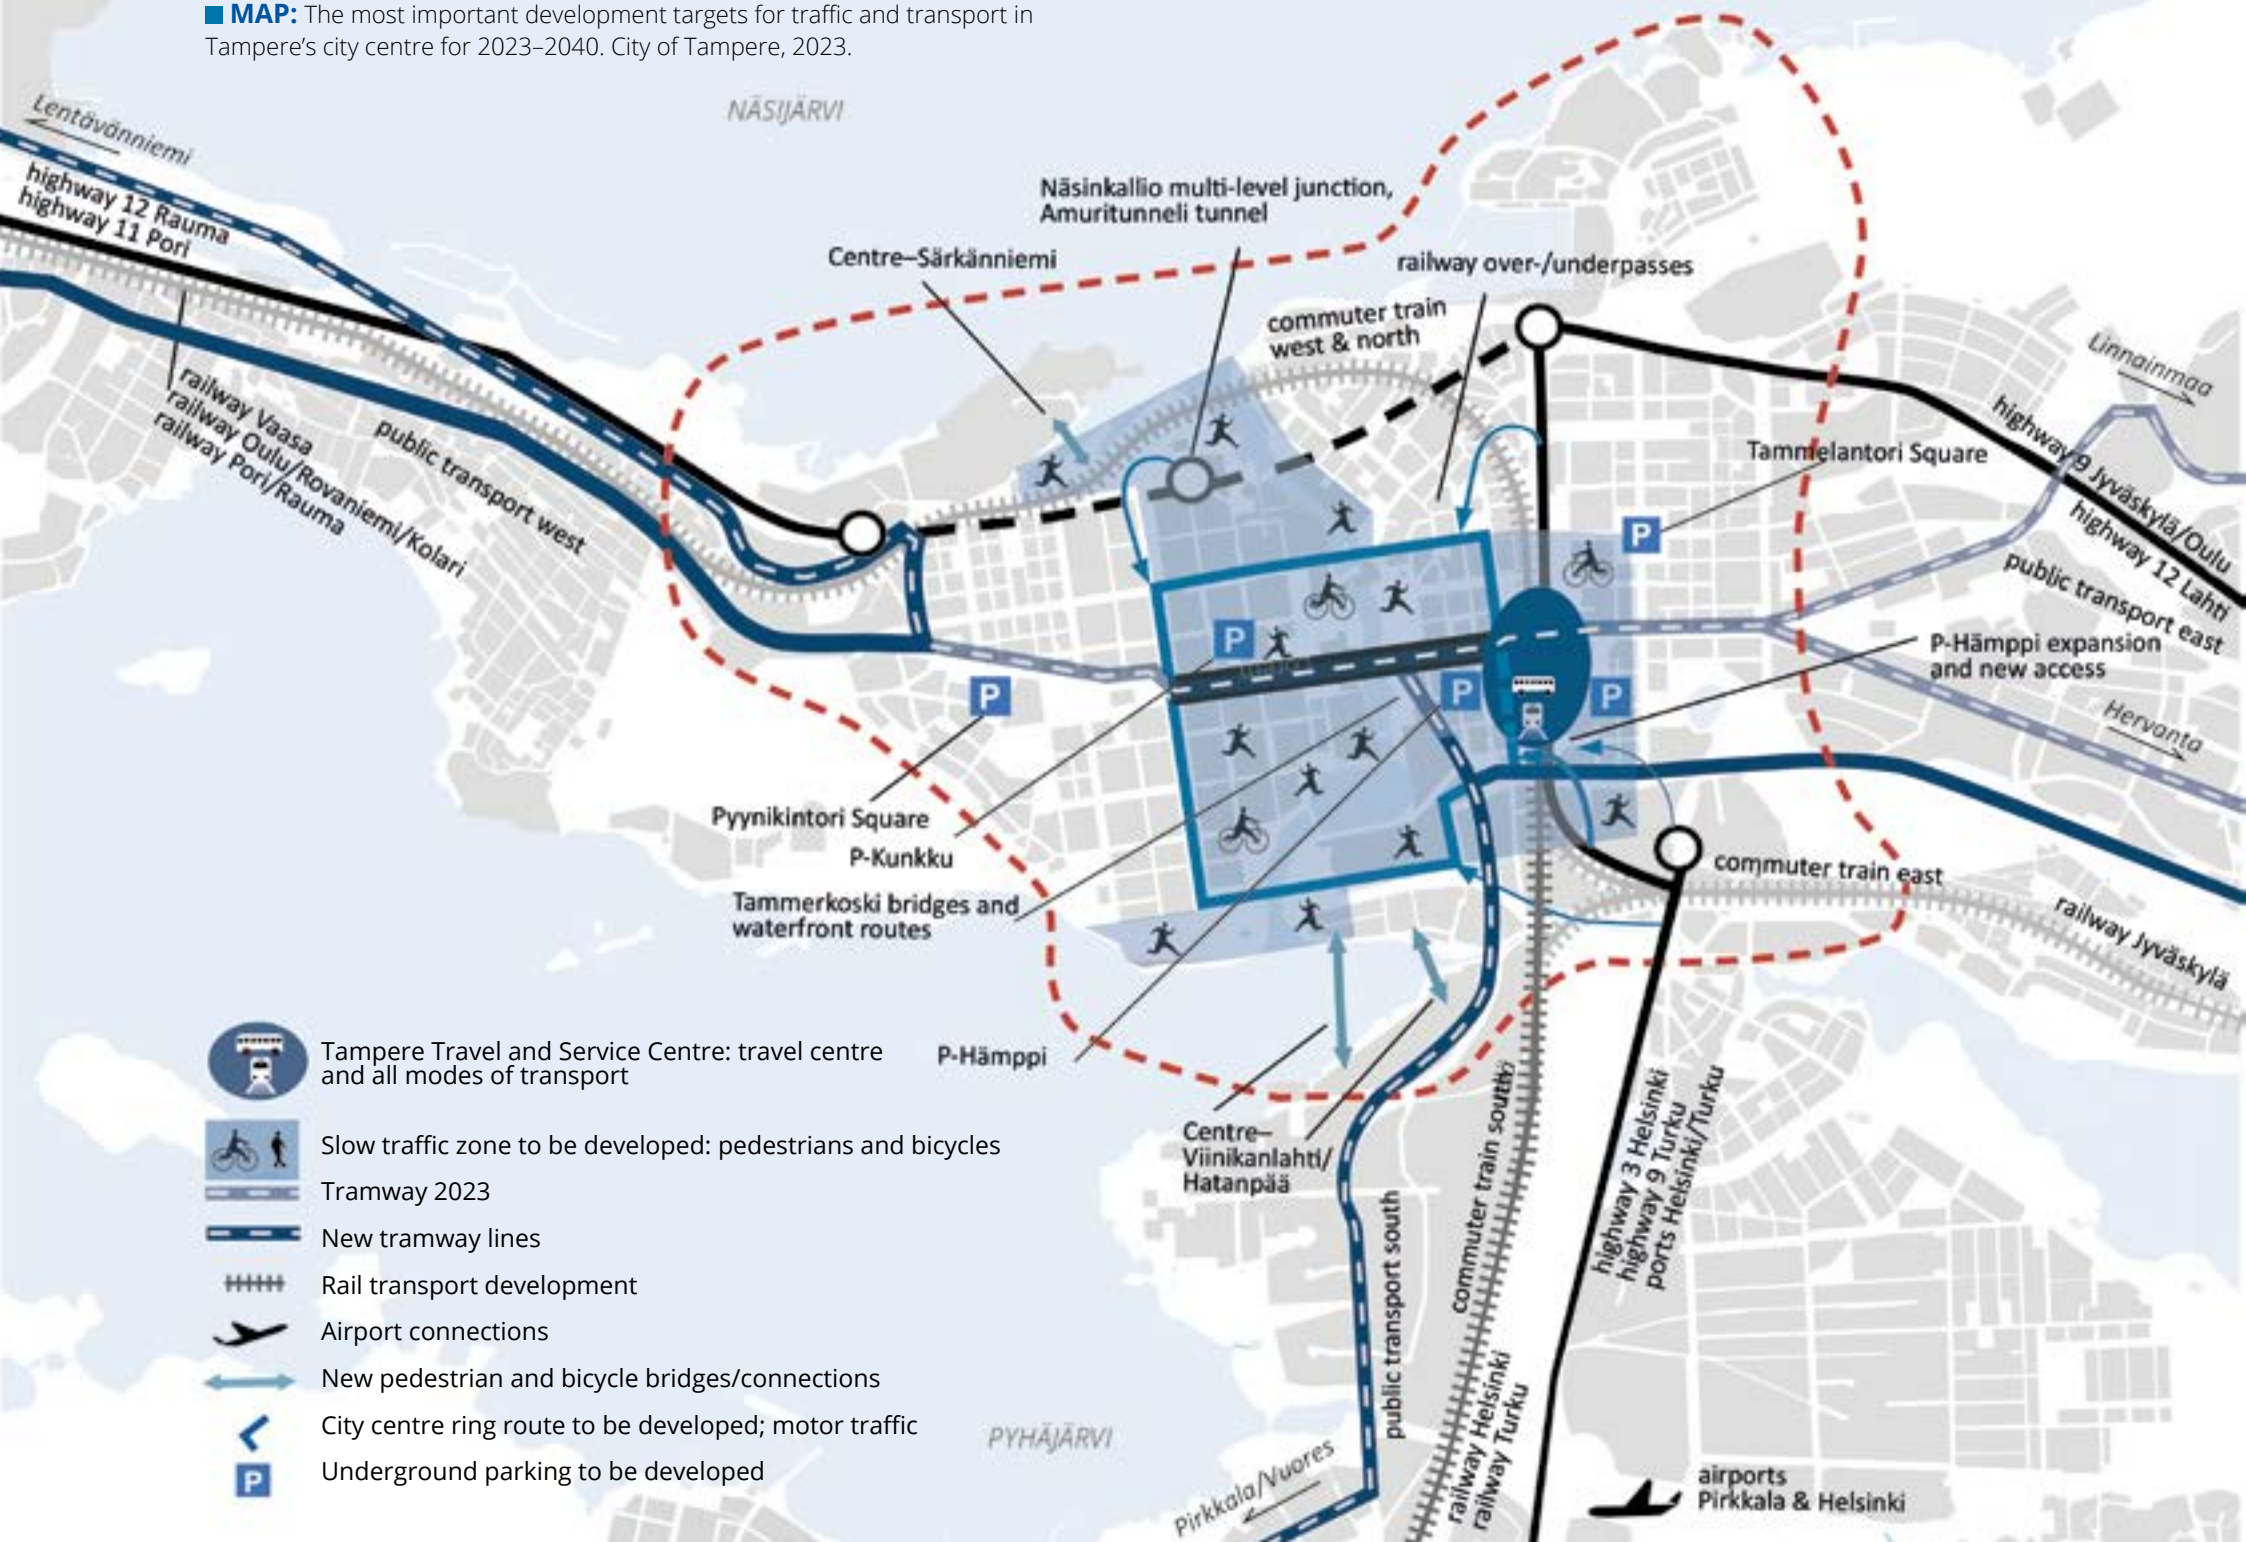 MAP: The most important development targets for traffic and transport in
Tampere’s city centre for 2023–2040. City of Tampere, 2023.
NÄSIJÄRVI
Lentävänniemi
highway 12 Rauma
highway 11 Pori
Näsinkallio multi-level junction,
Amuritunneli tunnel
Centre–Särkänniemi
railway over-/underpasses
commuter train
west & north
Linnainmaa
highway 9 Jyväskylä/Oulu
highway 12 Lahti
Tammelantori Square
P
railway Vaasa
railway Oulu/Rovaniemi/Kolari
railway Pori/Rauma
public transport west
public transport east
P
P-Hämppi expansion
and new access
P
P
P
Hervanta
Pyynikintori Square
P-Kunkku
commuter train east
Tammerkoski bridges and
waterfront routes
railway Jyväskylä
P-Hämppi
Centre–
Viinikanlahti/
Hatanpää
highway 3 Helsinki
highway 9 Turku
ports Helsinki/Turku
commuter train south
public transport south
railway Helsinki
railway Turku
PYHÄJÄRVI
Pirkkala/Vuores
airports
Pirkkala & Helsinki
Tampere Travel and Service Centre: travel centre
and all modes of transport
Slow traffic zone to be developed: pedestrians and bicycles
Tramway 2023
New tramway lines
Rail transport development
Airport connections
New pedestrian and bicycle bridges/connections
City centre ring route to be developed; motor traffic
P
Underground parking to be developed